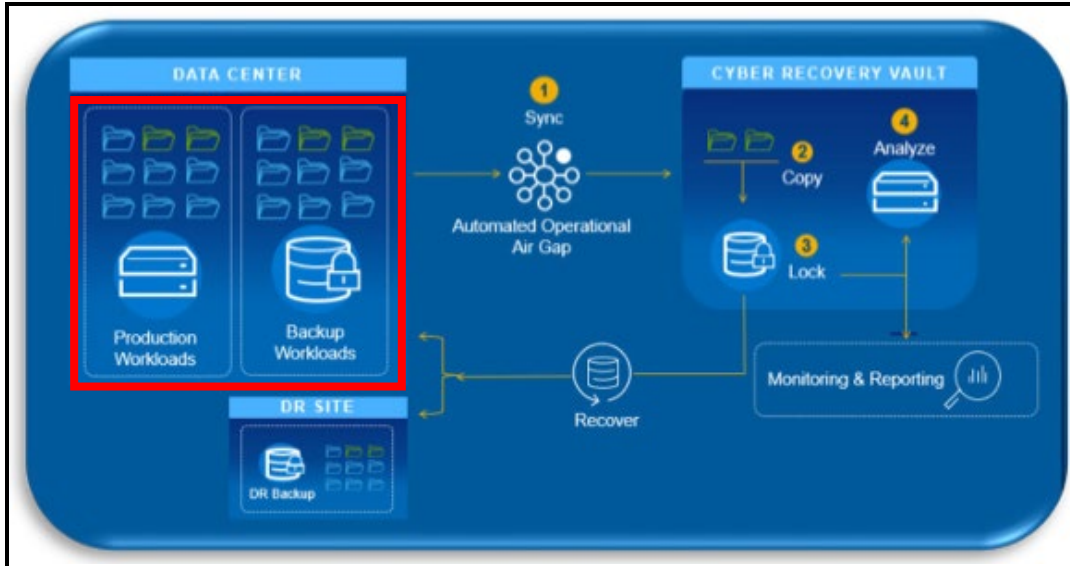 DATA CENTER
Production
Workloads
Backup
Workloads
DR SITE
DR Backup
1
Sync
Automated Operational
Air Gap
CYBER RECOVERY VAULT
2
Copy
3
Lock
4
Analyze
Monitoring & Reporting
Recover